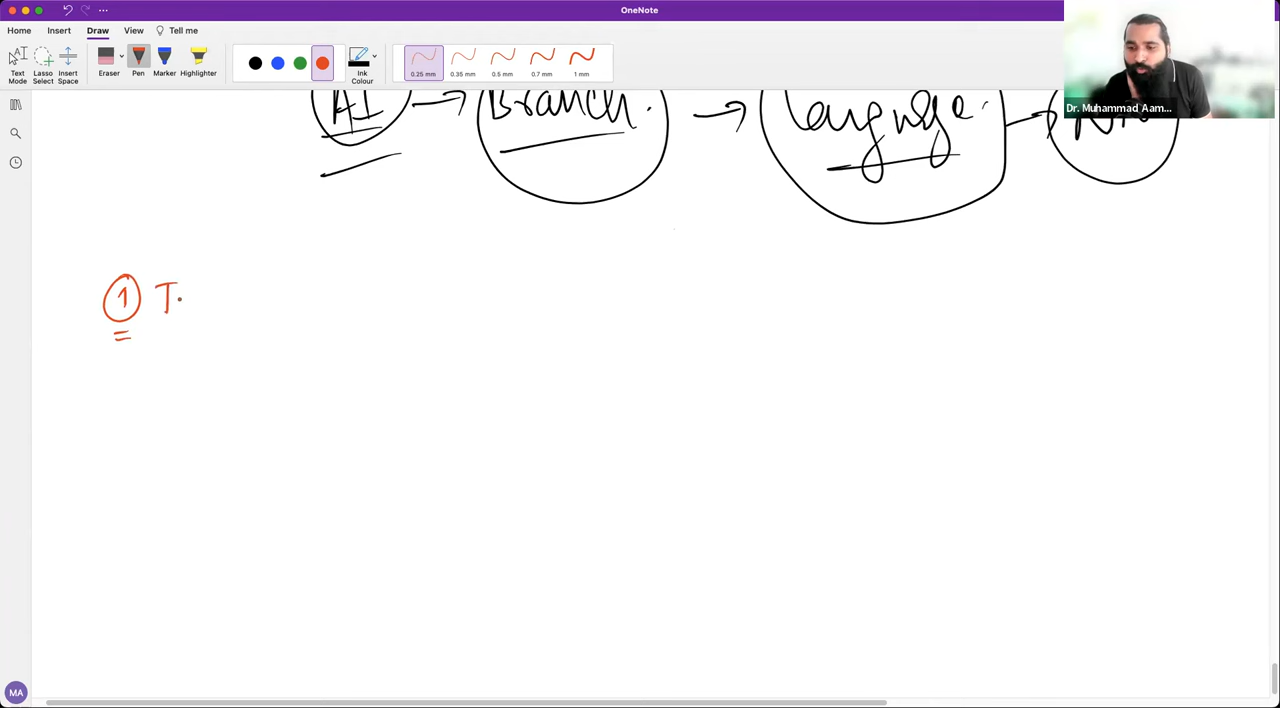 OneNote
Home Insert Draw View Tell me
Text Mode Lasso Select Insert Space Eraser Pen Marker Highlighter Ink Colour 0.25 mm 0.35 mm 0.5 mm 0.7 mm 1 mm
Dr. Muhammad Aam...
AI → Branch. → language. →
① T.
MA